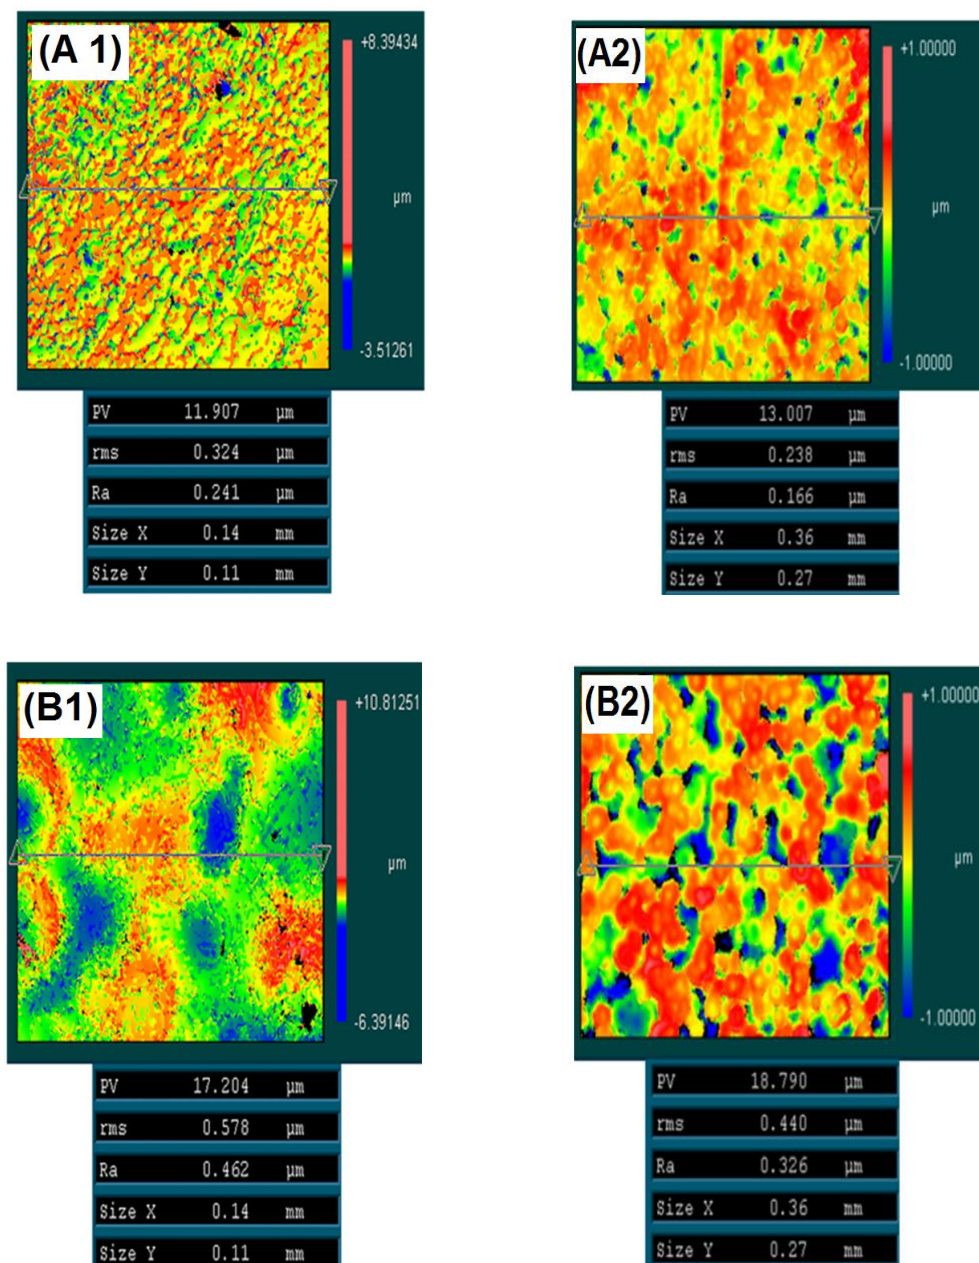 (A 1)
+8.39434
µm
-3.51261
PV 11.907 µm
rms 0.324 µm
Ra 0.241 µm
Size X 0.14 mm
Size Y 0.11 mm
(A2)
+1.00000
µm
-1.00000
PV 13.007 µm
rms 0.238 µm
Ra 0.166 µm
Size X 0.36 mm
Size Y 0.27 mm
(B1)
+10.81251
µm
-6.39146
PV 17.204 µm
rms 0.578 µm
Ra 0.462 µm
Size X 0.14 mm
Size Y 0.11 mm
(B2)
+1.00000
µm
-1.00000
PV 18.790 µm
rms 0.440 µm
Ra 0.326 µm
Size X 0.36 mm
Size Y 0.27 mm